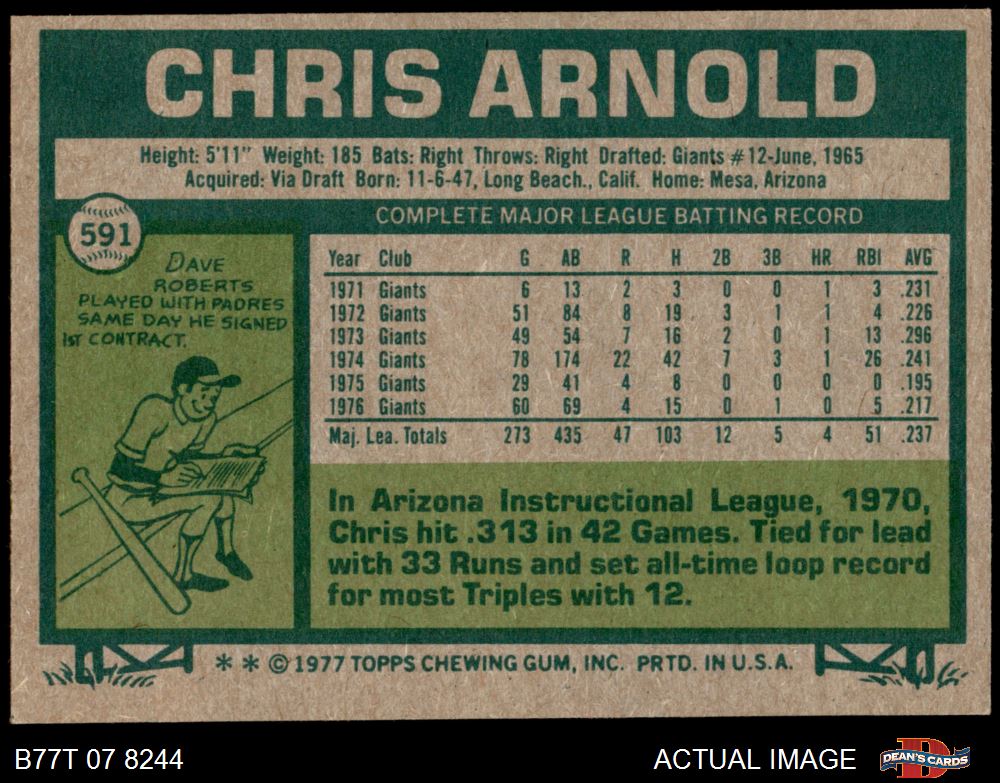 CHRIS ARNOLD
Height: 5'11" Weight: 185 Bats: Right Throws: Right Drafted: Giants #12-June, 1965
Acquired: Via Draft Born: 11-6-47, Long Beach., Calif. Home: Mesa, Arizona
591
DAVE
ROBERTS
PLAYED WITH PADRES
SAME DAY HE SIGNED
1ST CONTRACT.
COMPLETE MAJOR LEAGUE BATTING RECORD
Year Club G AB R H 2B 3B HR RBI AVG
1971 Giants 6 13 2 3 0 0 1 3 .231
1972 Giants 51 84 8 19 3 1 1 4 .226
1973 Giants 49 54 7 16 2 0 1 13 .296
1974 Giants 78 174 22 42 7 3 1 26 .241
1975 Giants 29 41 4 8 0 0 0 0 .195
1976 Giants 60 69 4 15 0 1 0 5 .217
Maj. Lea. Totals 273 435 47 103 12 5 4 51 .237
In Arizona Instructional League, 1970,
Chris hit .313 in 42 Games. Tied for lead
with 33 Runs and set all-time loop record
for most Triples with 12.
* * © 1977 TOPPS CHEWING GUM, INC. PRTD. IN U.S.A.
B77T 07 8244
ACTUAL IMAGE
DEAN'S CARDS